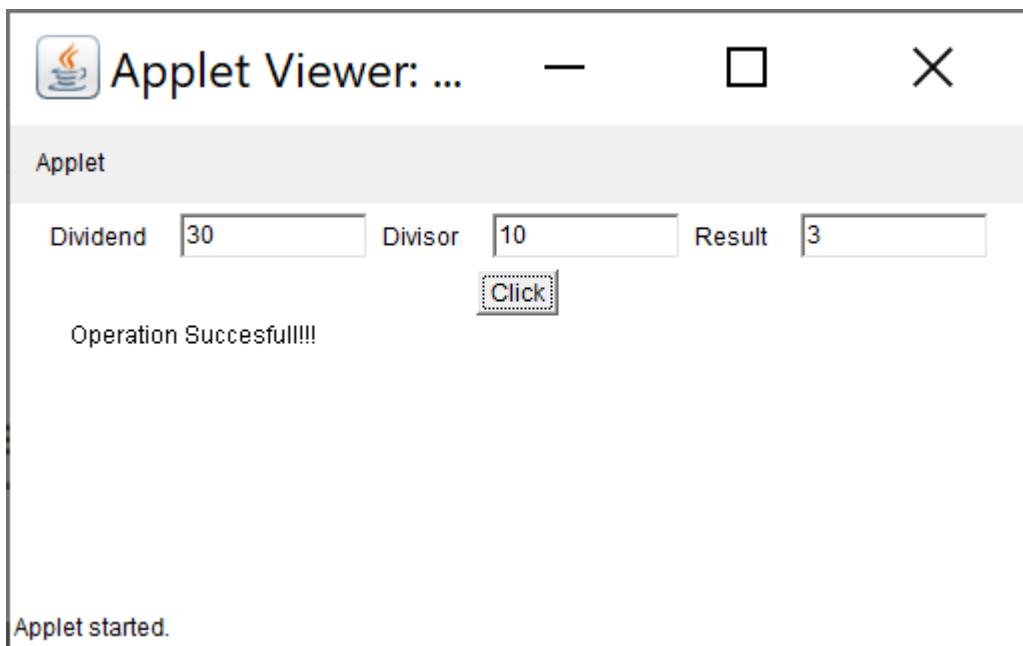 Applet Viewer: ...
Applet
Dividend 30 Divisor 10 Result 3
Click
Operation Succesfull!!!
Applet started.